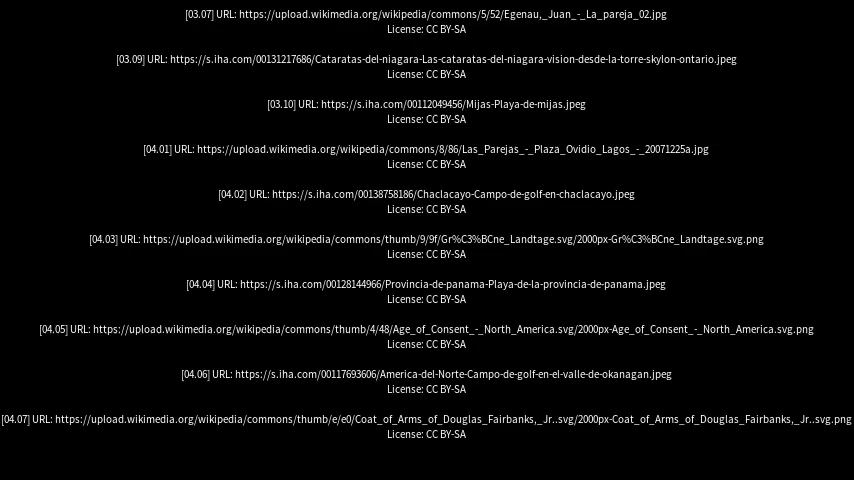 [03.07] URL: https://upload.wikimedia.org/wikipedia/commons/5/52/Egenau,_Juan_-_La_pareja_02.jpg
License: CC BY-SA
[03.09] URL: https://s.iha.com/00131217686/Cataratas-del-niagara-Las-cataratas-del-niagara-vision-desde-la-torre-skylon-ontario.jpeg
License: CC BY-SA
[03.10] URL: https://s.iha.com/00112049456/Mijas-Playa-de-mijas.jpeg
License: CC BY-SA
[04.01] URL: https://upload.wikimedia.org/wikipedia/commons/8/86/Las_Parejas_-_Plaza_Ovidio_Lagos_-_20071225a.jpg
License: CC BY-SA
[04.02] URL: https://s.iha.com/00138758186/Chaclacayo-Campo-de-golf-en-chaclacayo.jpeg
License: CC BY-SA
[04.03] URL: https://upload.wikimedia.org/wikipedia/commons/thumb/9/9f/Gr%C3%BCne_Landtage.svg/2000px-Gr%C3%BCne_Landtage.svg.png
License: CC BY-SA
[04.04] URL: https://s.iha.com/00128144966/Provincia-de-panama-Playa-de-la-provincia-de-panama.jpeg
License: CC BY-SA
[04.05] URL: https://upload.wikimedia.org/wikipedia/commons/thumb/4/48/Age_of_Consent_-_North_America.svg/2000px-Age_of_Consent_-_North_America.svg.png
License: CC BY-SA
[04.06] URL: https://s.iha.com/00117693606/America-del-Norte-Campo-de-golf-en-el-valle-de-okanagan.jpeg
License: CC BY-SA
[04.07] URL: https://upload.wikimedia.org/wikipedia/commons/thumb/e/e0/Coat_of_Arms_of_Douglas_Fairbanks,_Jr..svg/2000px-Coat_of_Arms_of_Douglas_Fairbanks,_Jr..svg.png
License: CC BY-SA